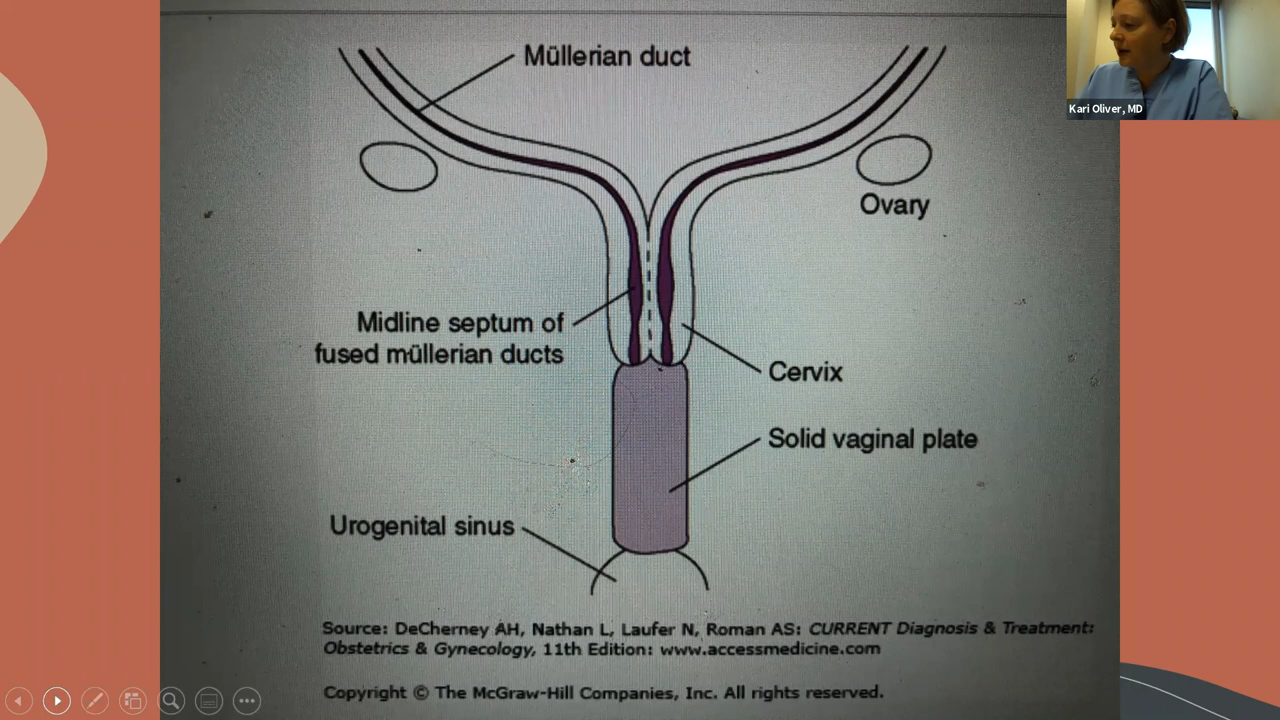 Müllerian duct
Kari Oliver, MD
Ovary
Midline septum of
fused müllerian ducts
Cervix
Solid vaginal plate
Urogenital sinus
Source: DeCherney AH, Nathan L, Laufer N, Roman AS: CURRENT Diagnosis & Treatment:
Obstetrics & Gynecology, 11th Edition: www.accessmedicine.com
Copyright © The McGraw-Hill Companies, Inc. All rights reserved.